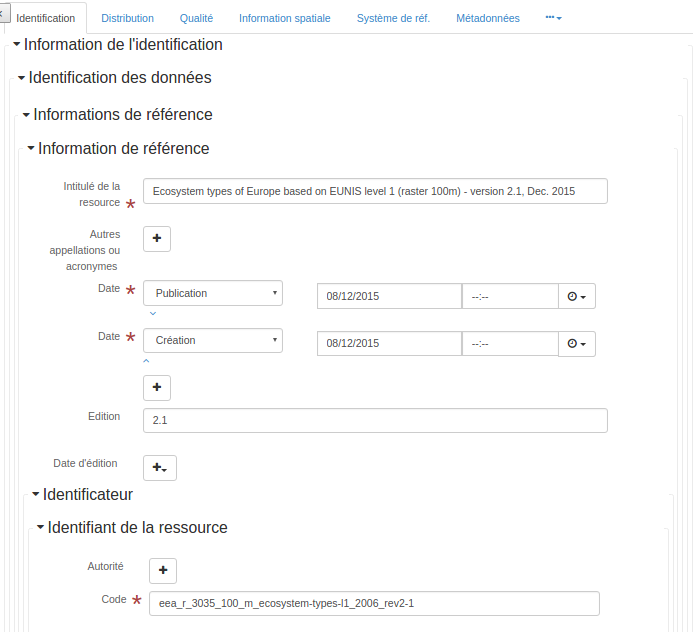 Identification Distribution Qualité Information spatiale Système de réf. Métadonnées
Information de l'identification
Identification des données
Informations de référence
Information de référence
Intitulé de la resource * Ecosystem types of Europe based on EUNIS level 1 (raster 100m) - version 2.1, Dec. 2015
Autres appellations ou acronymes
Date * Publication 08/12/2015 --:--
Date * Création 08/12/2015 --:--
Edition 2.1
Date d'édition
Identificateur
Identifiant de la ressource
Autorité
Code * eea_r_3035_100_m_ecosystem-types-l1_2006_rev2-1